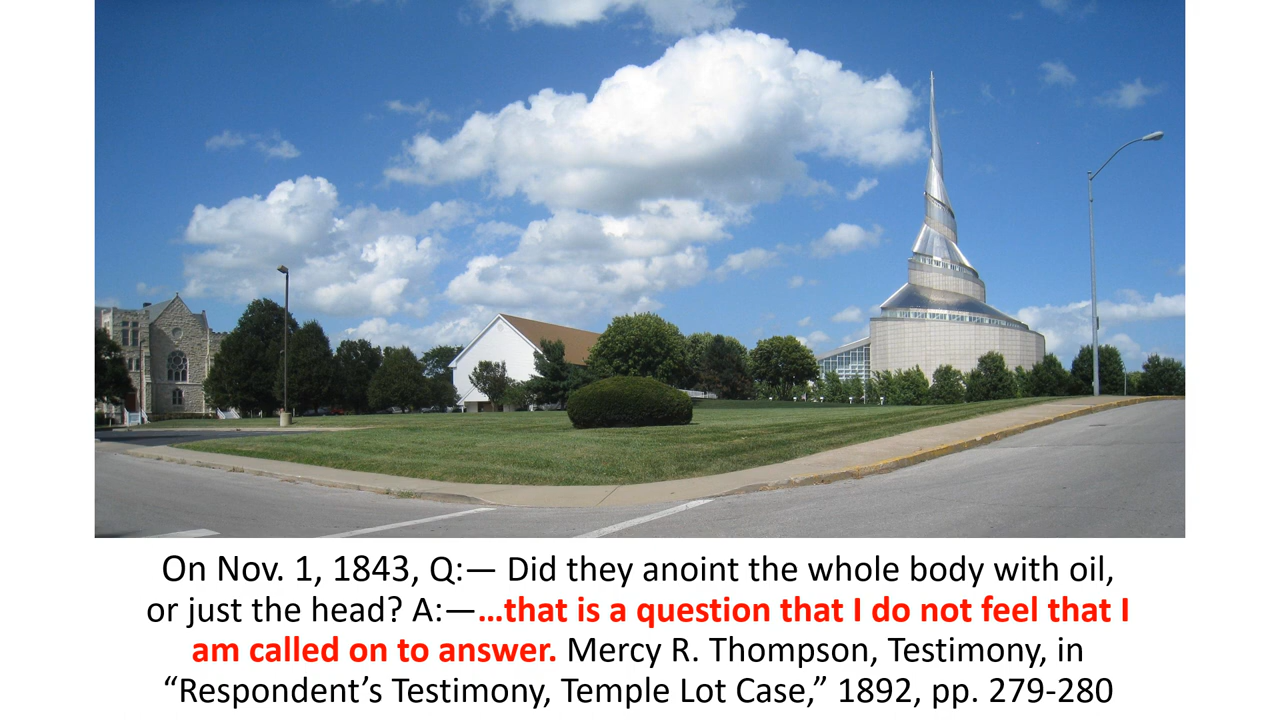 On Nov. 1, 1843, Q:— Did they anoint the whole body with oil,
or just the head? A:—…that is a question that I do not feel that I
am called on to answer. Mercy R. Thompson, Testimony, in
“Respondent’s Testimony, Temple Lot Case,” 1892, pp. 279-280